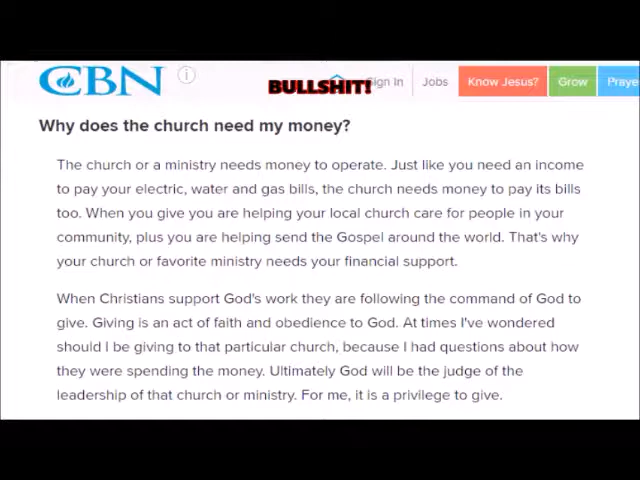 CBN
BULLSHIT!
Sign In Jobs Know Jesus? Grow Praye
Why does the church need my money?
The church or a ministry needs money to operate. Just like you need an income
to pay your electric, water and gas bills, the church needs money to pay its bills
too. When you give you are helping your local church care for people in your
community, plus you are helping send the Gospel around the world. That's why
your church or favorite ministry needs your financial support.
When Christians support God's work they are following the command of God to
give. Giving is an act of faith and obedience to God. At times I've wondered
should I be giving to that particular church, because I had questions about how
they were spending the money. Ultimately God will be the judge of the
leadership of that church or ministry. For me, it is a privilege to give.